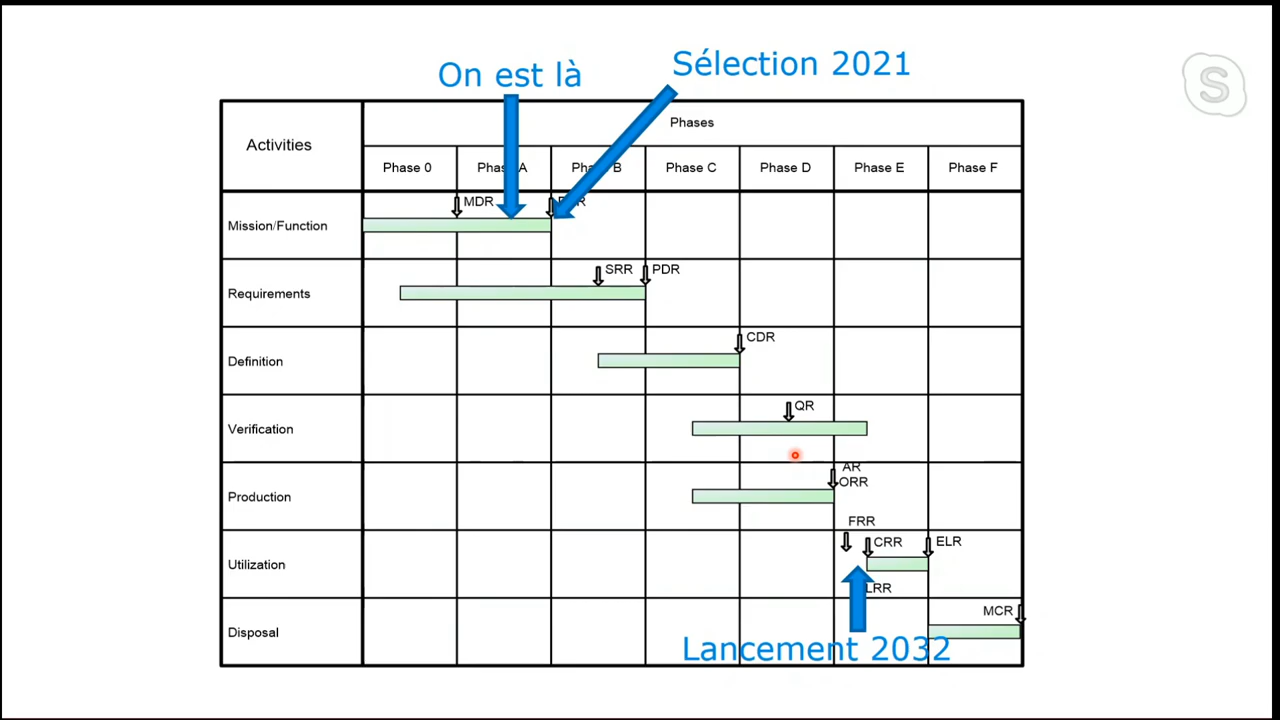 On est là
Sélection 2021
Activities
Phases
Phase 0
Phase A
Phase B
Phase C
Phase D
Phase E
Phase F
Mission/Function
MDR
Requirements
SRR
PDR
Definition
CDR
Verification
QR
Production
AR
ORR
Utilization
FRR
CRR
ELR
LRR
Disposal
MCR
Lancement 2032